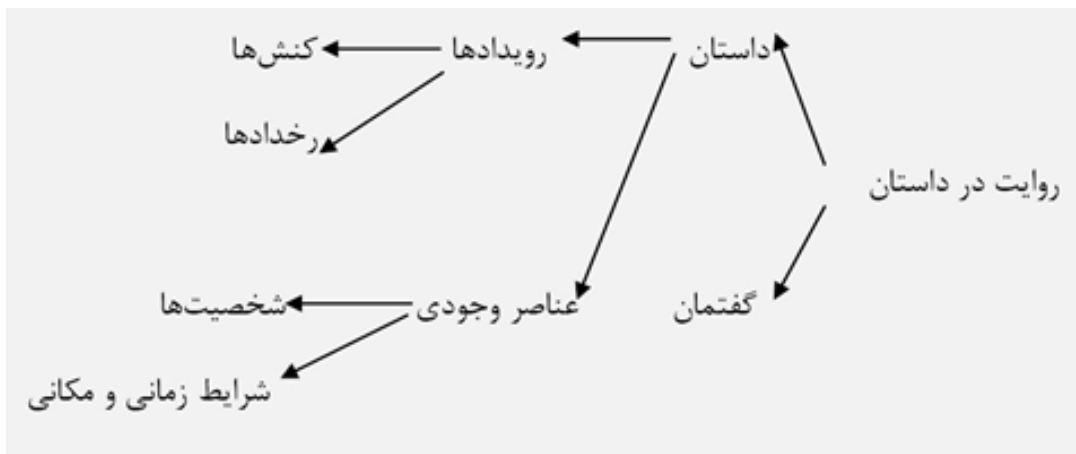 داستان
رویدادها
کنش‌ها
رخدادها
روایت در داستان
گفتمان
عناصر وجودی
شخصیت‌ها
شرایط زمانی و مکانی